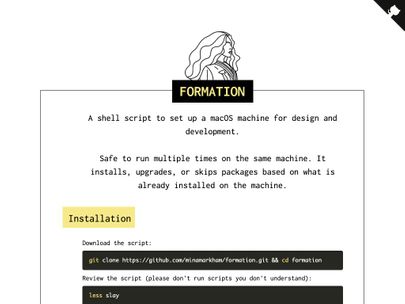 FORMATION
A shell script to set up a macOS machine for design and
development.
Safe to run multiple times on the same machine. It
installs, upgrades, or skips packages based on what is
already installed on the machine.
Installation
Download the script:
git clone https://github.com/minamarkham/formation.git && cd formation
Review the script (please don't run scripts you don't understand):
less slay